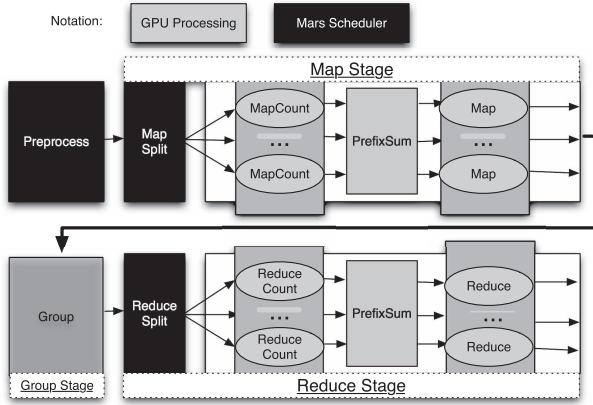 Notation:
GPU Processing
Mars Scheduler
Map Stage
Preprocess
Map
Split
MapCount
...
MapCount
PrefixSum
Map
...
Map
Group
Group Stage
Reduce
Split
Reduce
Count
...
Reduce
Count
PrefixSum
Reduce
...
Reduce
Reduce Stage